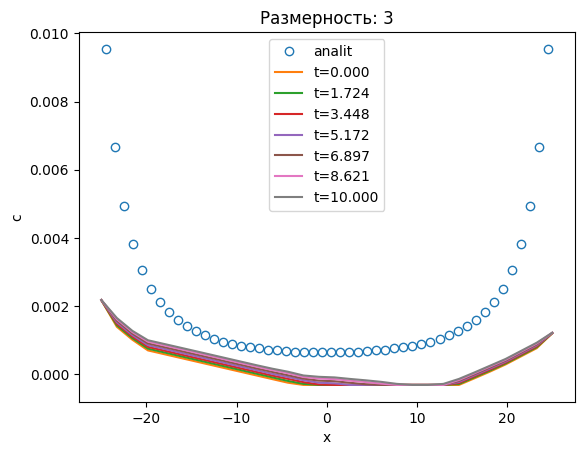 Размерность: 3
0.010
0.008
0.006
0.004
0.002
0.000
c
analit
t=0.000
t=1.724
t=3.448
t=5.172
t=6.897
t=8.621
t=10.000
−20
−10
0
10
20
x